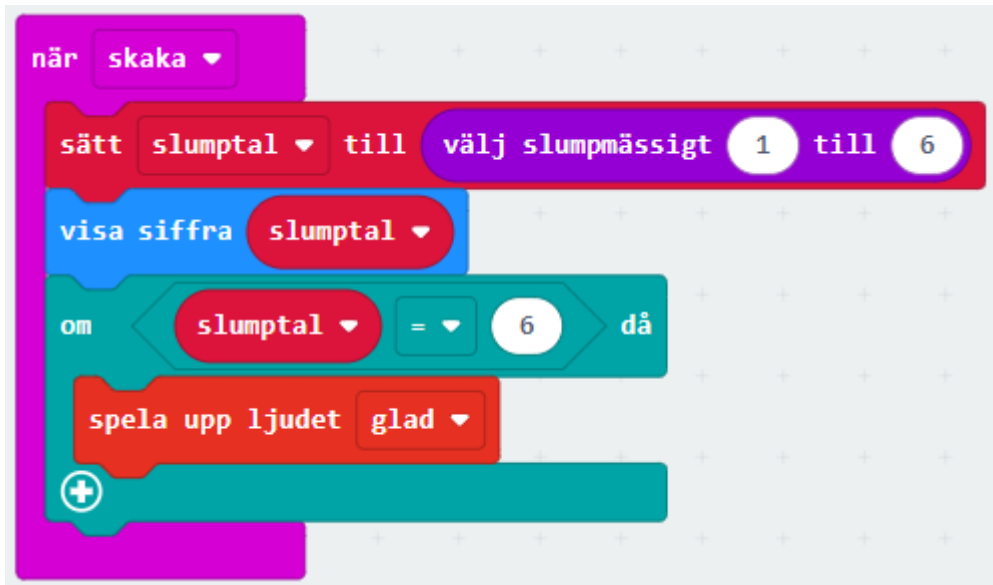 när skaka
sätt slumptal till välj slumpmässigt 1 till 6
visa siffra slumptal
om slumptal = 6 då
spela upp ljudet glad